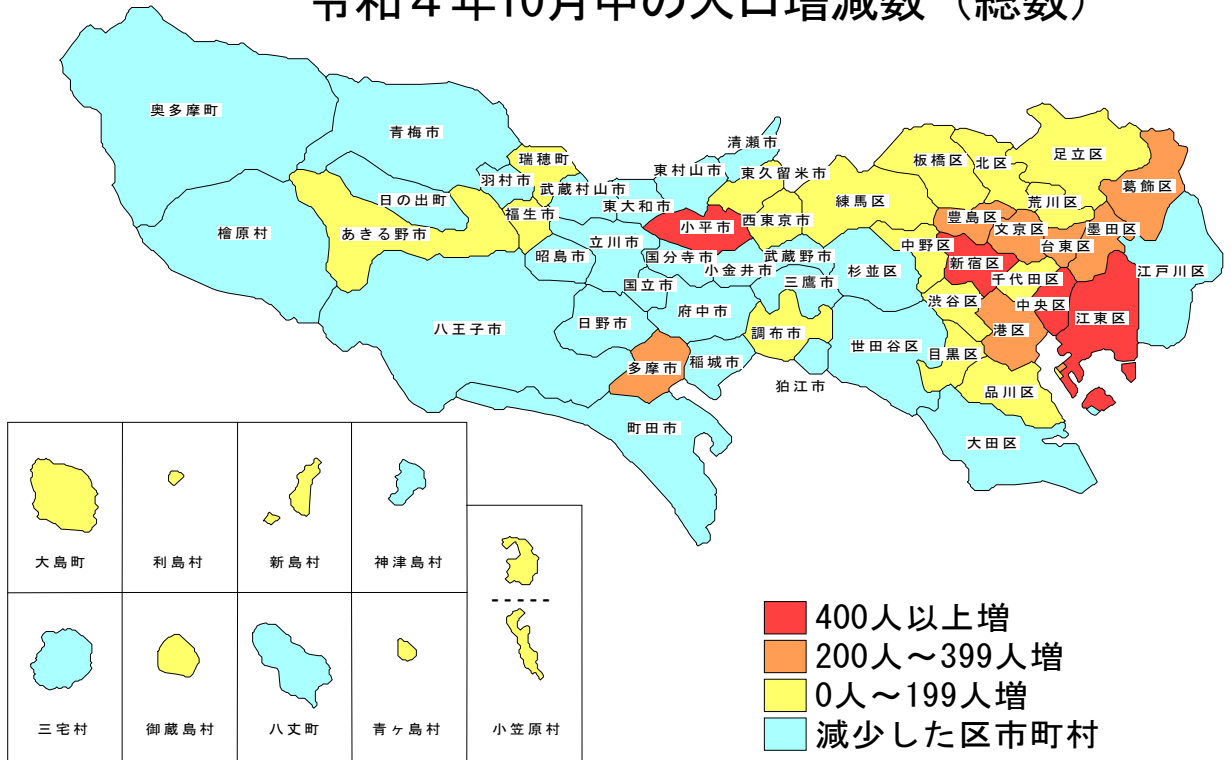 令和４年10月中の人口増減数（総数）
奥多摩町
青梅市
清瀬市
瑞穂町
東村山市
東久留米市
板橋区
北区
足立区
羽村市
武蔵村山市
葛飾区
日の出町
東大和市
練馬区
荒川区
福生市
小平市
西東京市
豊島区
文京区
墨田区
檜原村
あきる野市
立川市
中野区
台東区
昭島市
国分寺市
武蔵野市
新宿区
江戸川区
小金井市
杉並区
千代田区
国立市
三鷹市
渋谷区
中央区
府中市
江東区
八王子市
日野市
調布市
港区
世田谷区
目黒区
多摩市
稲城市
狛江市
品川区
町田市
大田区
大島町
利島村
新島村
神津島村
三宅村
御蔵島村
八丈町
青ヶ島村
小笠原村
400人以上増
200人～399人増
0人～199人増
減少した区市町村